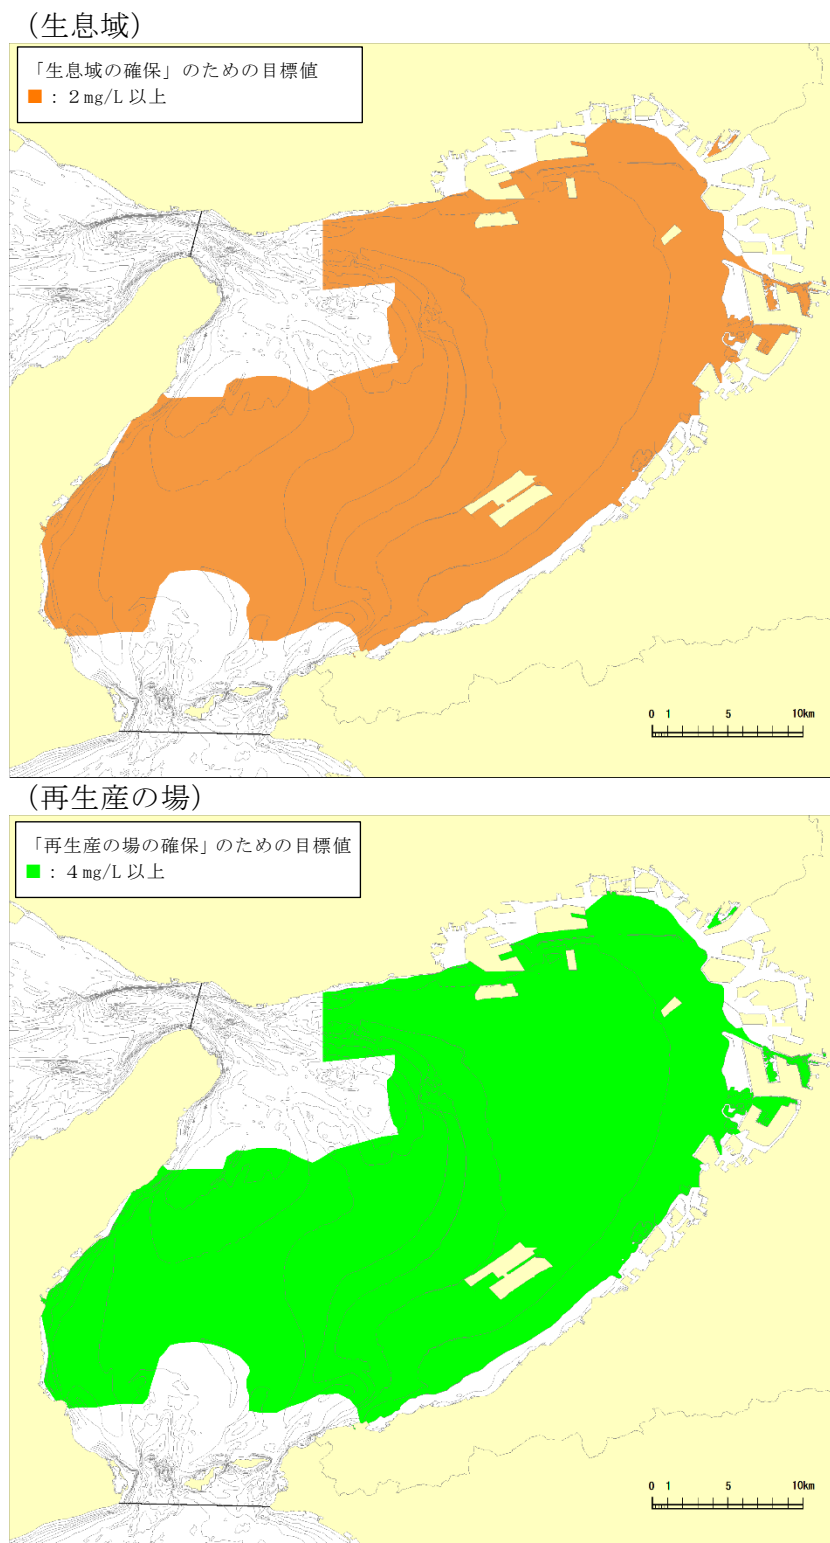 （生息域）
「生息域の確保」のための目標値
■：２mg/L 以上
0 1 5 10km
（再生産の場）
「再生産の場の確保」のための目標値
■：４mg/L 以上
0 1 5 10km